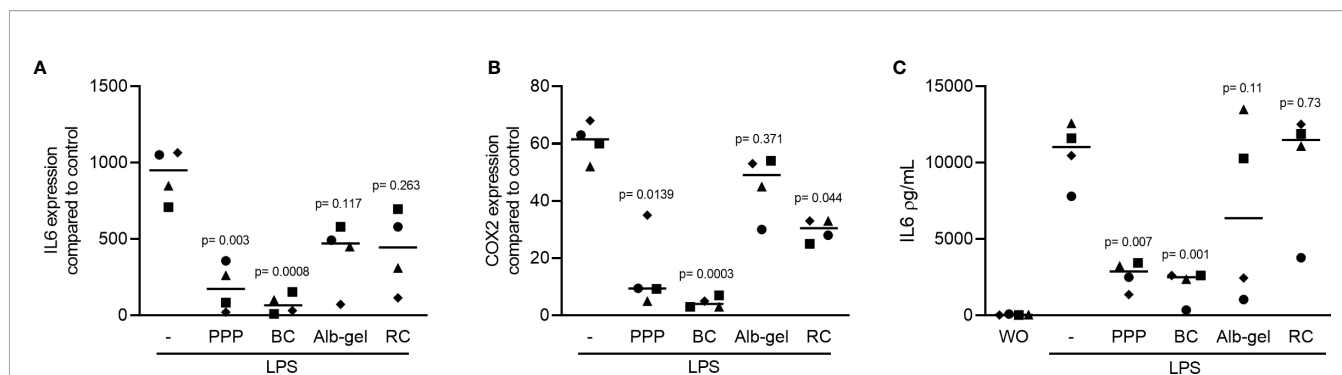 A
1500
1000
500
0
IL6 expression
compared to control
p= 0.003
p= 0.0008
p= 0.117
p= 0.263
- PPP BC Alb-gel RC
LPS
B
80
60
40
20
0
COX2 expression
compared to control
p= 0.0139
p= 0.0003
p= 0.371
p= 0.044
- PPP BC Alb-gel RC
LPS
C
15000
10000
5000
0
IL6 ρg/mL
p= 0.007
p= 0.001
p= 0.11
p= 0.73
WO - PPP BC Alb-gel RC
LPS